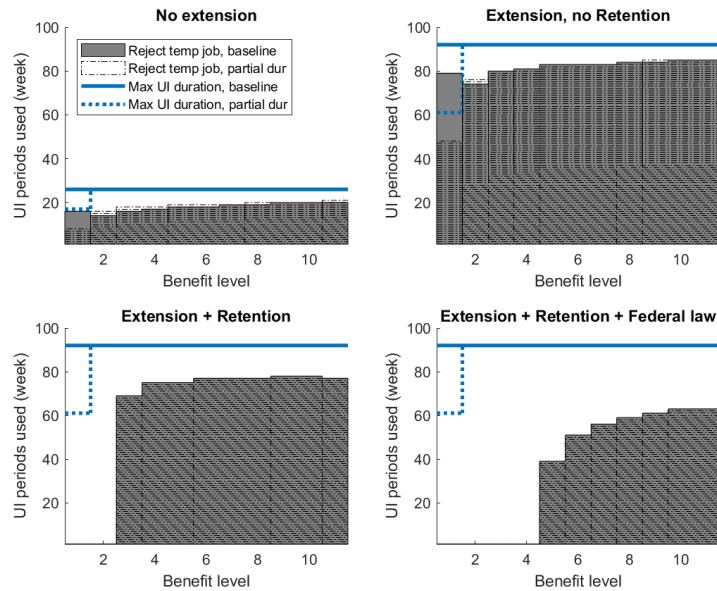 No extension
100
80
60
40
20
UI periods used (week)
Reject temp job, baseline
Reject temp job, partial dur
Max UI duration, baseline
Max UI duration, partial dur
2 4 6 8 10
Benefit level
Extension, no Retention
100
80
60
40
20
UI periods used (week)
2 4 6 8 10
Benefit level
Extension + Retention
100
80
60
40
20
UI periods used (week)
2 4 6 8 10
Benefit level
Extension + Retention + Federal law
100
80
60
40
20
UI periods used (week)
2 4 6 8 10
Benefit level